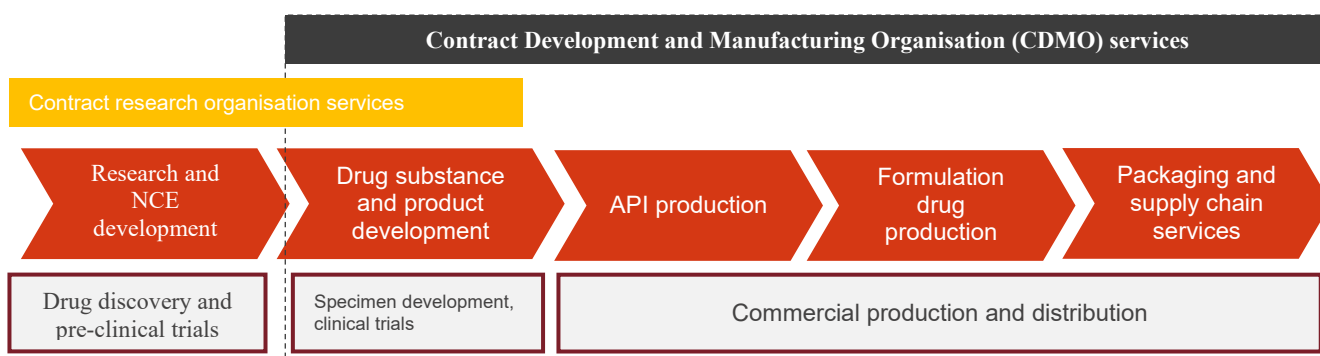 Contract Development and Manufacturing Organisation (CDMO) services
Contract research organisation services
Research and
NCE
development
Drug substance
and product
development
API production
Formulation
drug
production
Packaging and
supply chain
services
Drug discovery and
pre-clinical trials
Specimen development,
clinical trials
Commercial production and distribution